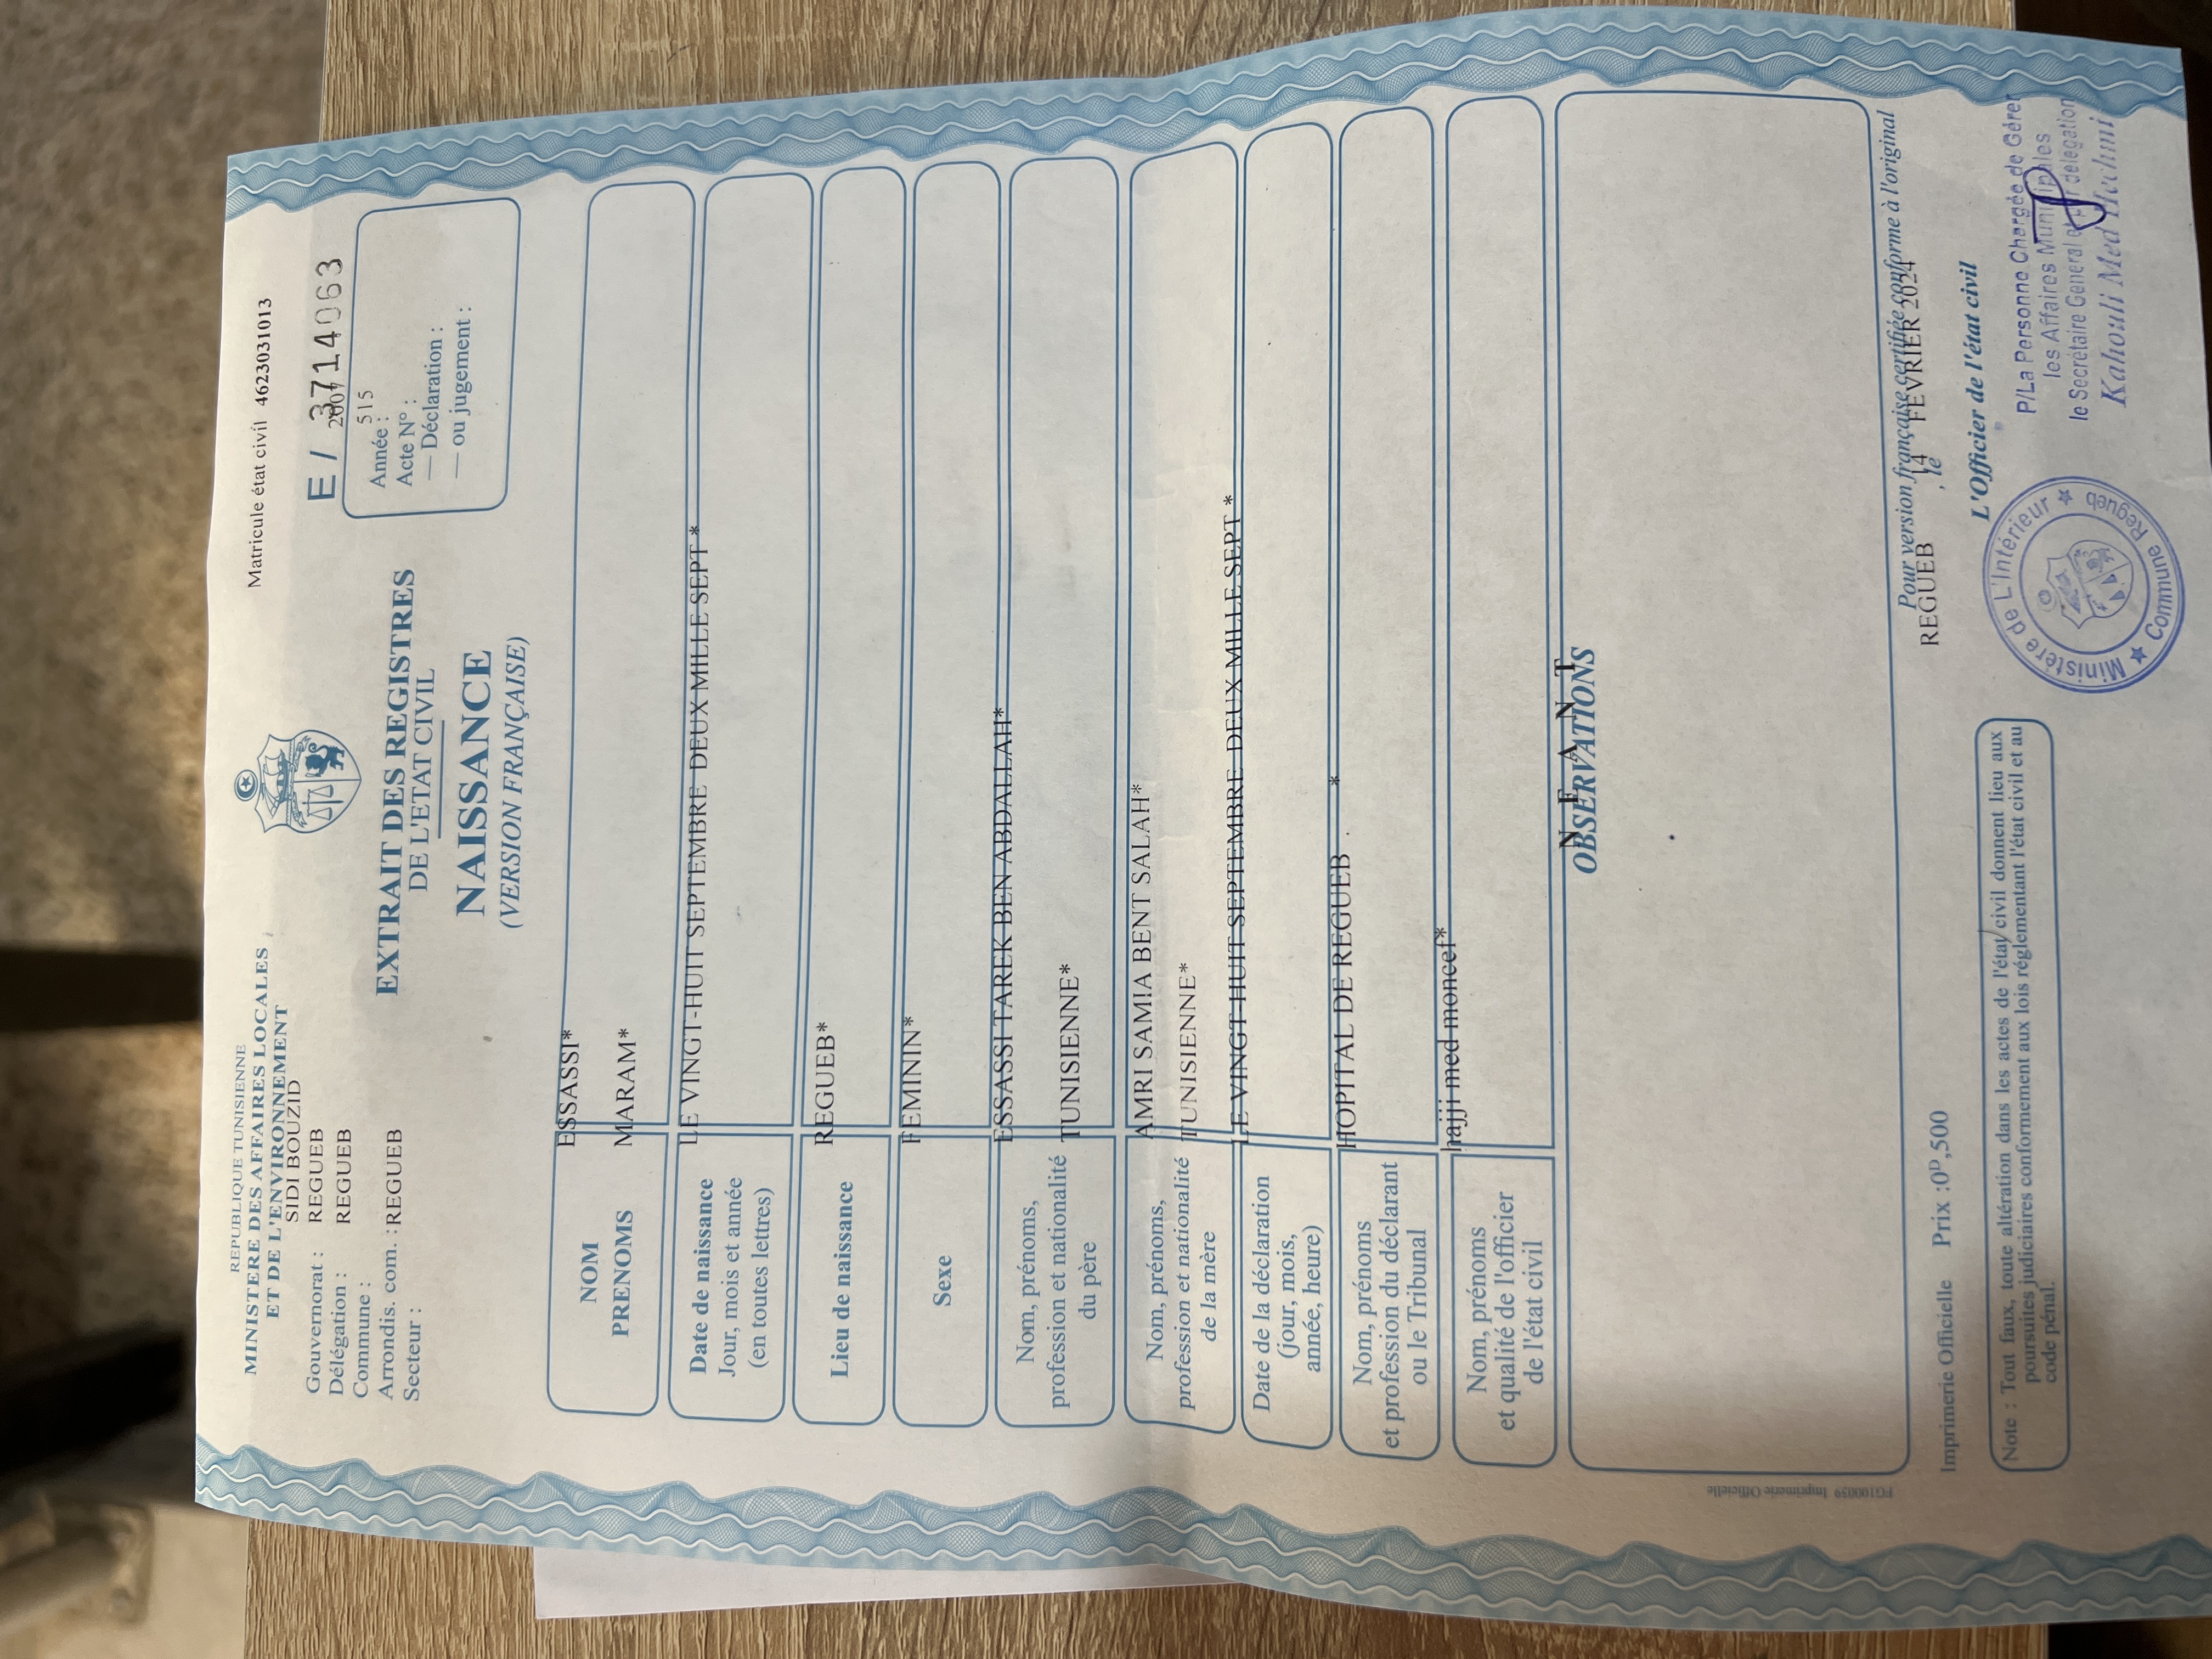 REPUBLIQUE TUNISIENNE
MINISTERE DES AFFAIRES LOCALES
ET DE L'ENVIRONNEMENT
SIDI BOUZID
Gouvernorat : REGUEB
Délégation : REGUEB
Commune :
Arrondis. com. : REGUEB
Secteur :
Matricule état civil 4623031013
E / 3714063
2007
Année : 515
Acte N° :
— Déclaration :
— ou jugement :
EXTRAIT DES REGISTRES
DE L'ETAT CIVIL
NAISSANCE
(VERSION FRANÇAISE)
NOM ESSASSI*
PRENOMS MARAM*
Date de naissance LE VINGT-HUIT SEPTEMBRE DEUX MILLE SEPT *
Jour, mois et année
(en toutes lettres)
Lieu de naissance REGUEB*
Sexe FEMININ*
Nom, prénoms, ESSASSI TAREK BEN ABDALLAH*
profession et nationalité TUNISIENNE*
du père
Nom, prénoms, AMRI SAMIA BENT SALAH*
profession et nationalité TUNISIENNE*
de la mère
Date de la déclaration LE VINGT-HUIT SEPTEMBRE DEUX MILLE SEPT *
(jour, mois,
année, heure)
Nom, prénoms HOPITAL DE REGUEB . *
et profession du déclarant
ou le Tribunal
Nom, prénoms hajji med moncef*
et qualité de l'officier
de l'état civil
N E A N T
OBSERVATIONS
Pour version française certifiée conforme à l'original
REGUEB , le 14 FEVRIER 2024
L'Officier de l'état civil
P/La Personne Chargée de Gérer
les Affaires Municipales
le Secrétaire General et délégation
Kahouli Med Hechmi
Ministère de L'Intérieur
Commune Regueb
Imprimerie Officielle Prix :0ᴰ,500
Note : Tout faux, toute altération dans les actes de l'état civil donnent lieu aux
poursuites judiciaires conformement aux lois réglementant l'état civil et au
code pénal.
FG100039 Imprimerie Officielle